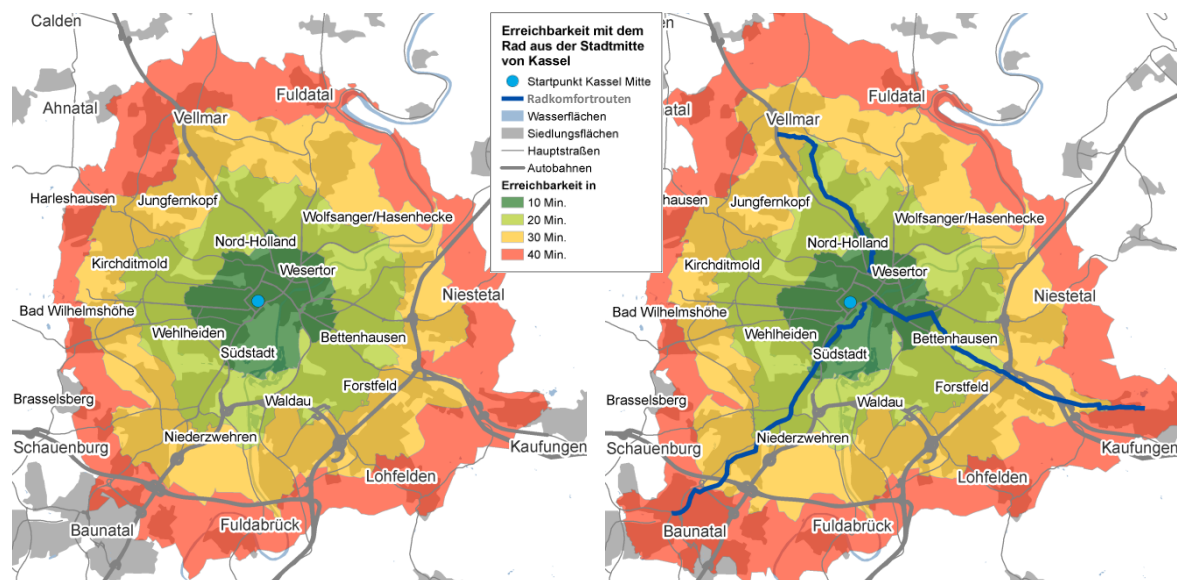 Calden
Ahnatal
Vellmar
Fuldatal
Harleshausen
Jungfernkopf
Wolfsanger/Hasenhecke
Nord-Holland
Kirchditmold
Wesertor
Niestetal
Bad Wilhelmshöhe
Wehlheiden
Bettenhausen
Südstadt
Forstfeld
Brasselsberg
Waldau
Niederzwehren
Schauenburg
Kaufungen
Lohfelden
Baunatal
Fuldabrück
Erreichbarkeit mit dem
Rad aus der Stadtmitte
von Kassel
Startpunkt Kassel Mitte
Radkomfortrouten
Wasserflächen
Siedlungsflächen
Hauptstraßen
Autobahnen
Erreichbarkeit in
10 Min.
20 Min.
30 Min.
40 Min.
en
atal
Vellmar
Fuldatal
hausen
Jungfernkopf
Wolfsanger/Hasenhecke
Nord-Holland
Kirchditmold
Wesertor
Niestetal
Bad Wilhelmshöhe
Wehlheiden
Bettenhausen
Südstadt
Forstfeld
Brasselsberg
Waldau
Niederzwehren
Schauenburg
Kaufungen
Lohfelden
Baunatal
Fuldabrück